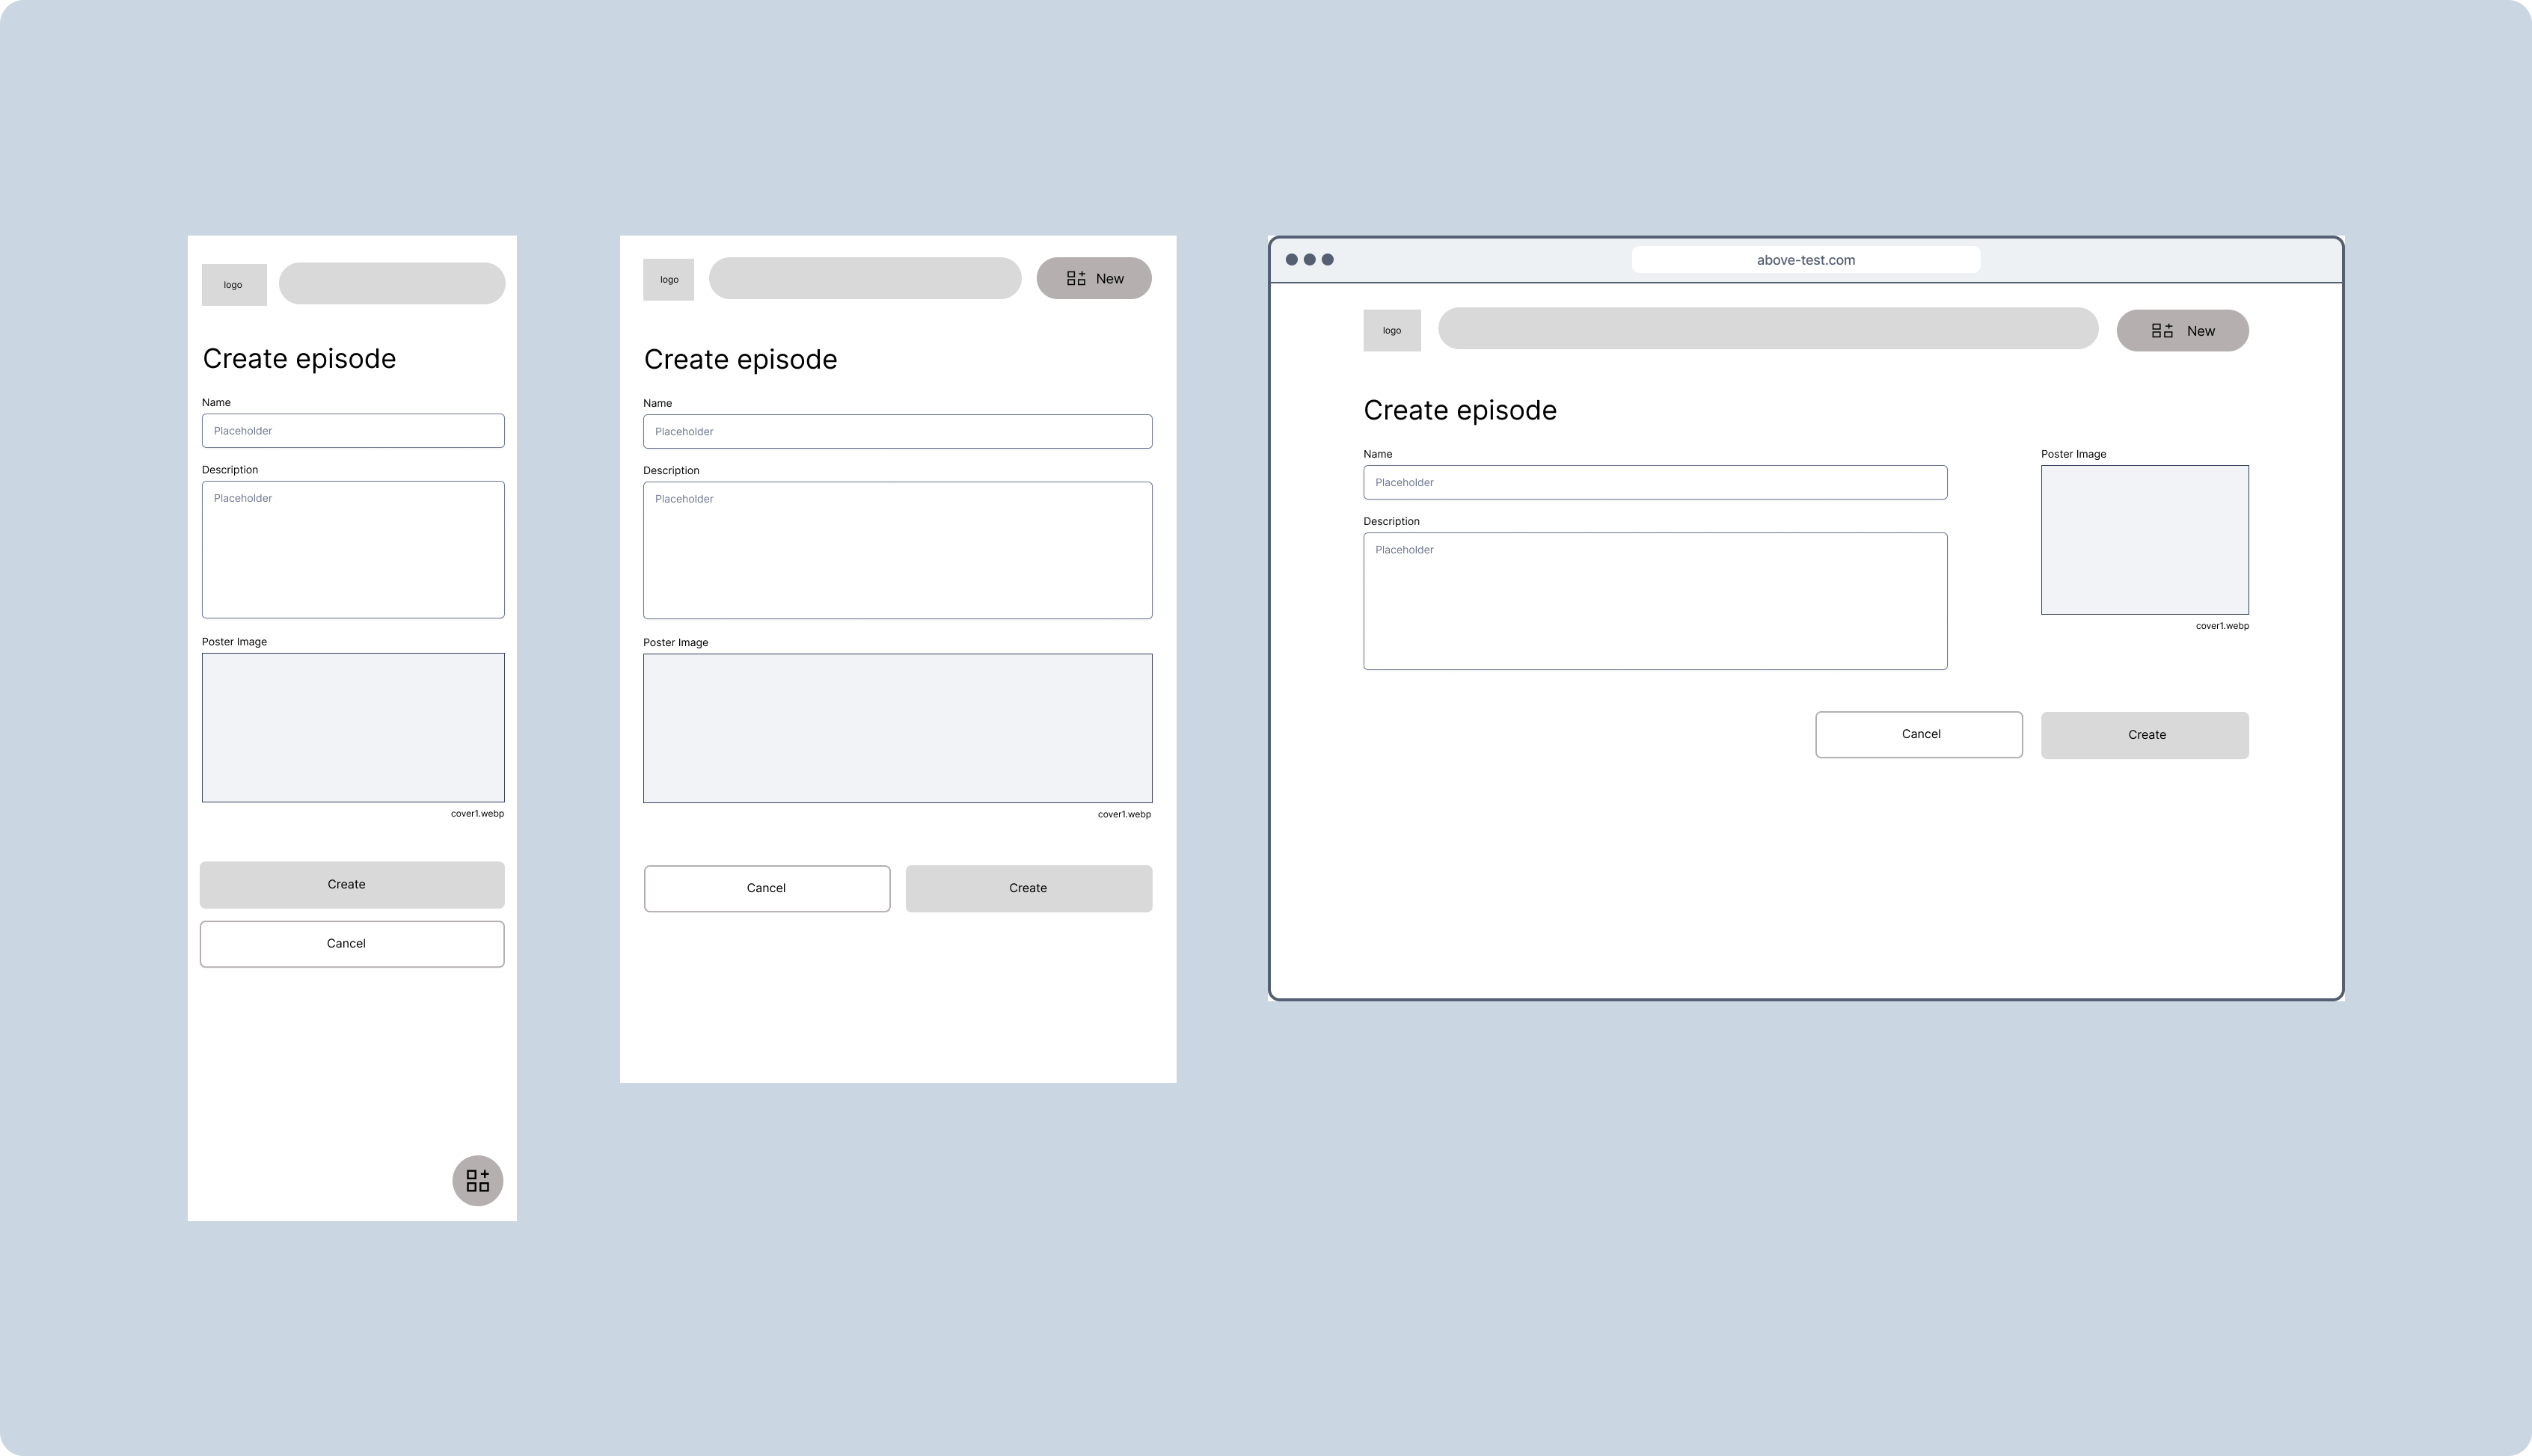 logo
Create episode
Name
Placeholder
Description
Placeholder
Poster Image
cover1.webp
Create
Cancel
logo
New
Create episode
Name
Placeholder
Description
Placeholder
Poster Image
cover1.webp
Cancel
Create
above-test.com
logo
New
Create episode
Name
Placeholder
Description
Placeholder
Poster Image
cover1.webp
Cancel
Create